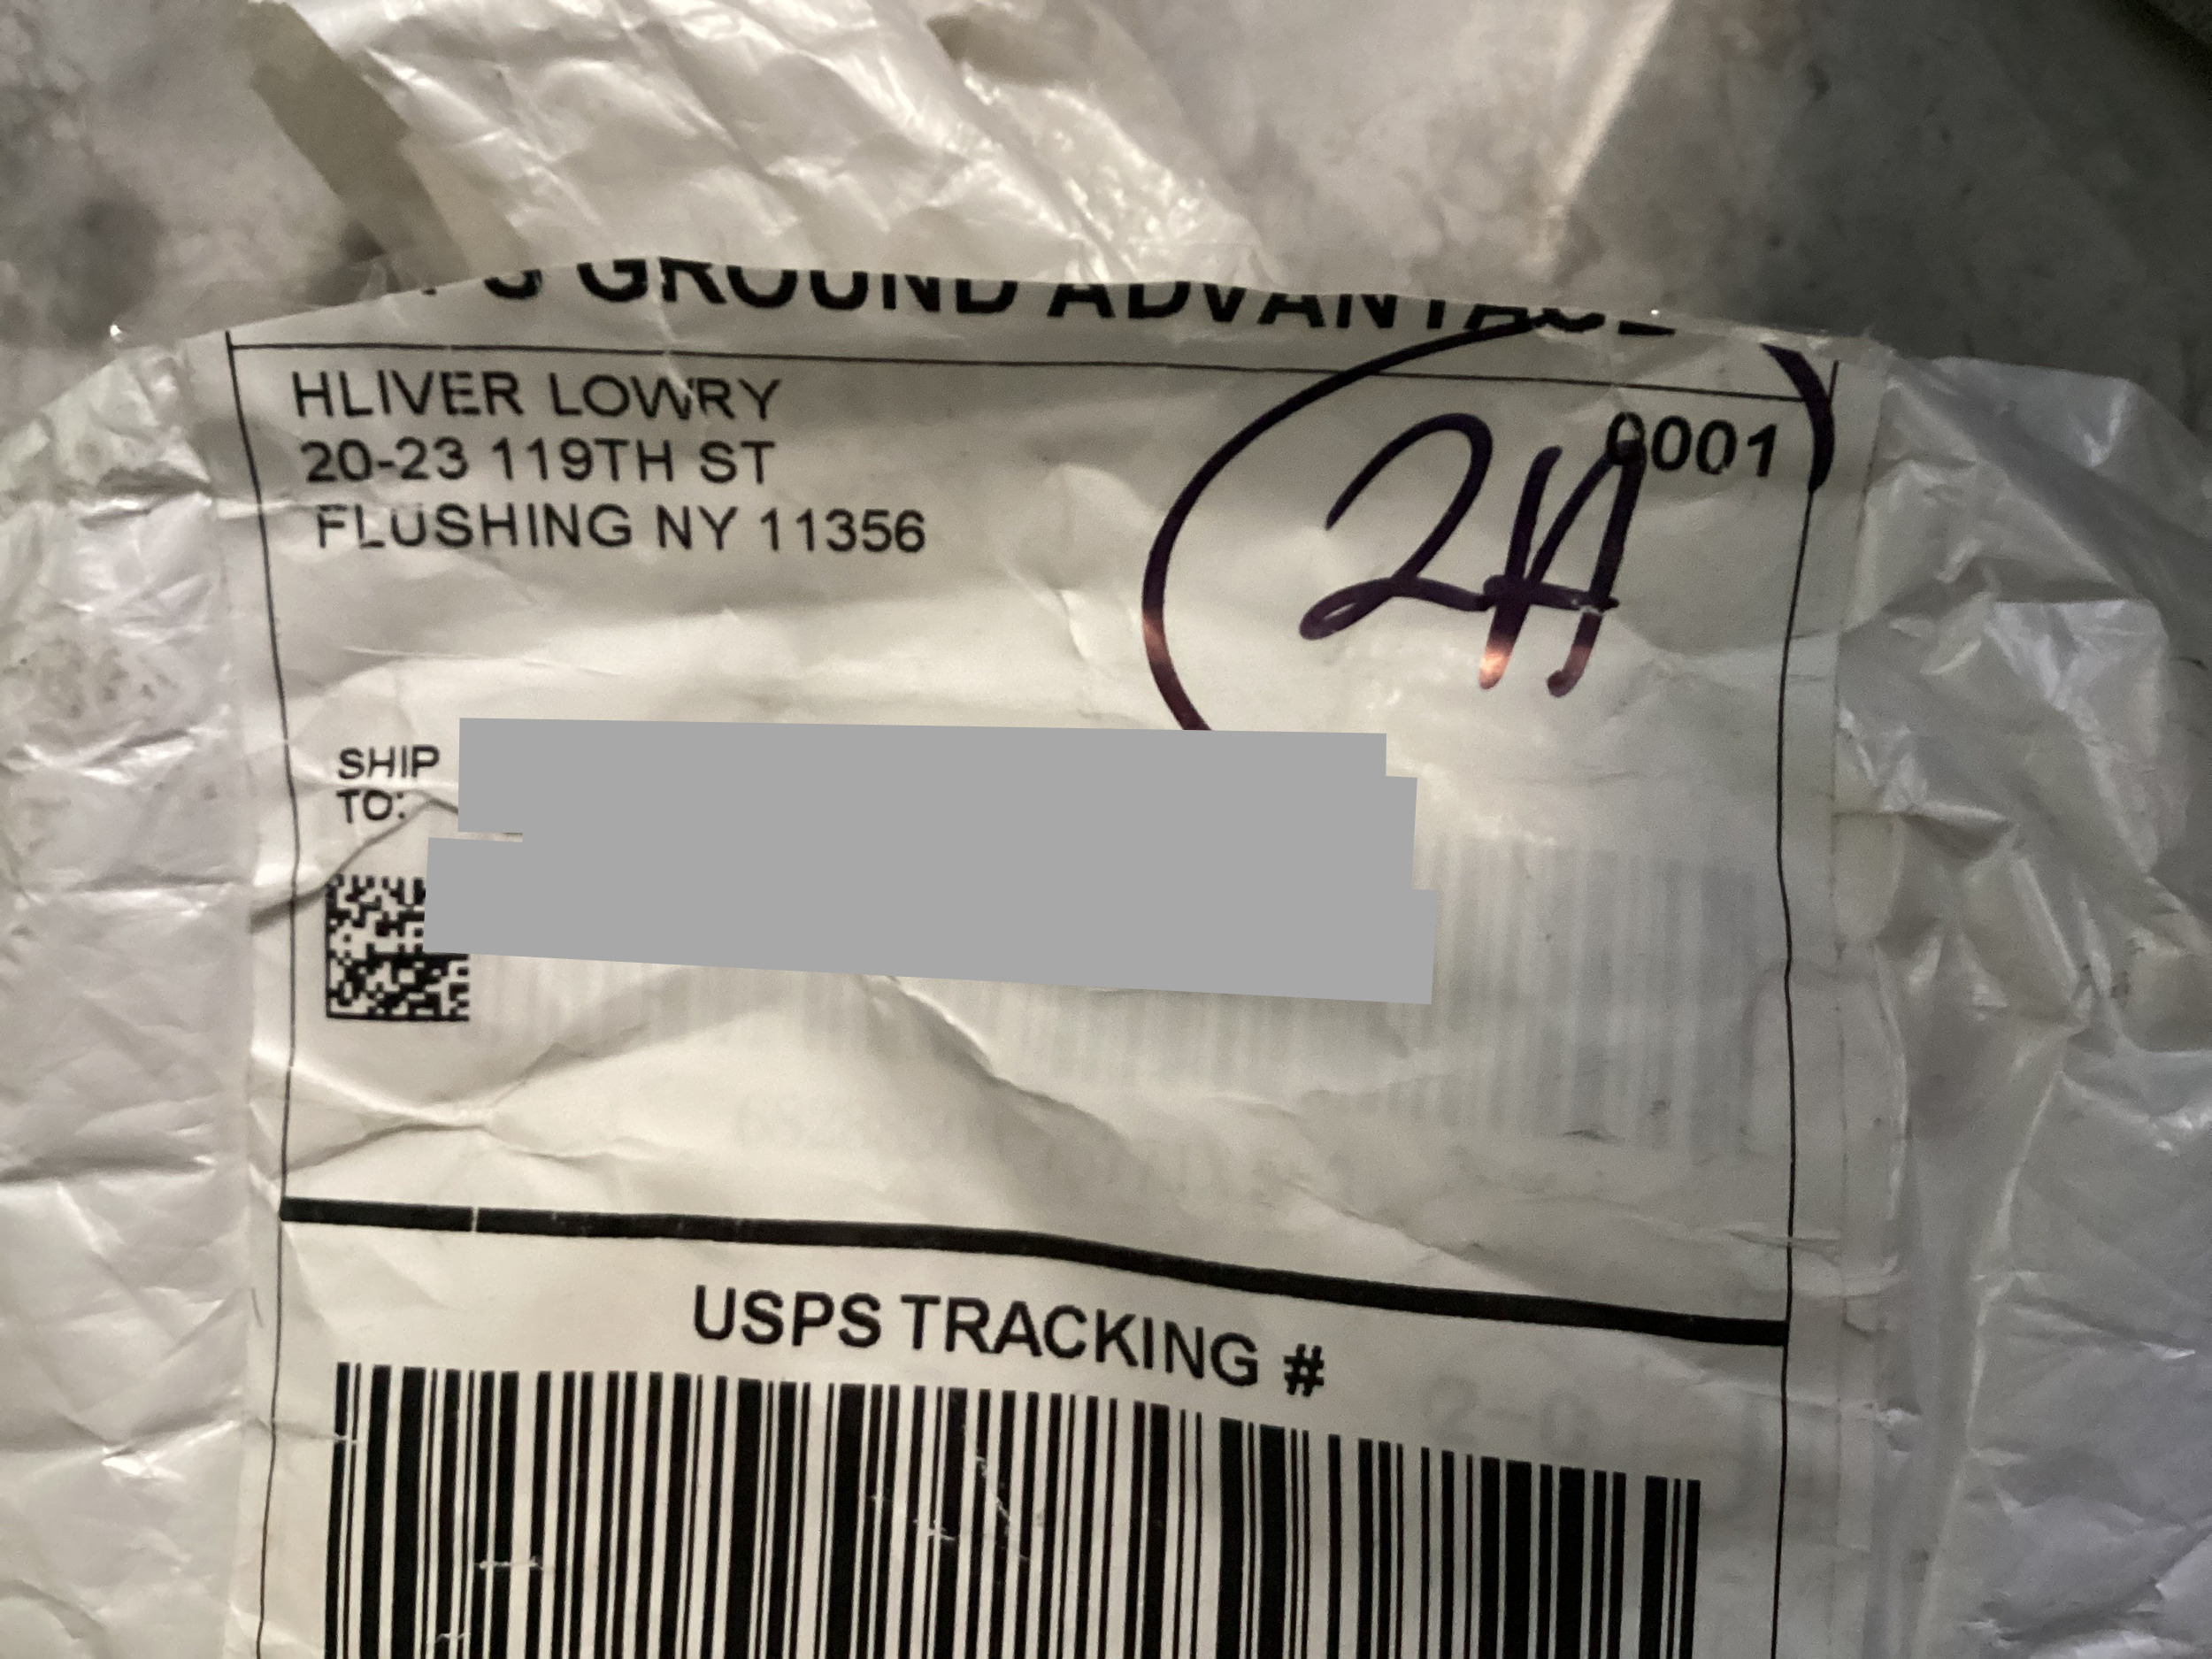 GROUND ADVANTAGE
HLIVER LOWRY
20-23 119TH ST
FLUSHING NY 11356
0001
2A
SHIP
TO:
USPS TRACKING #